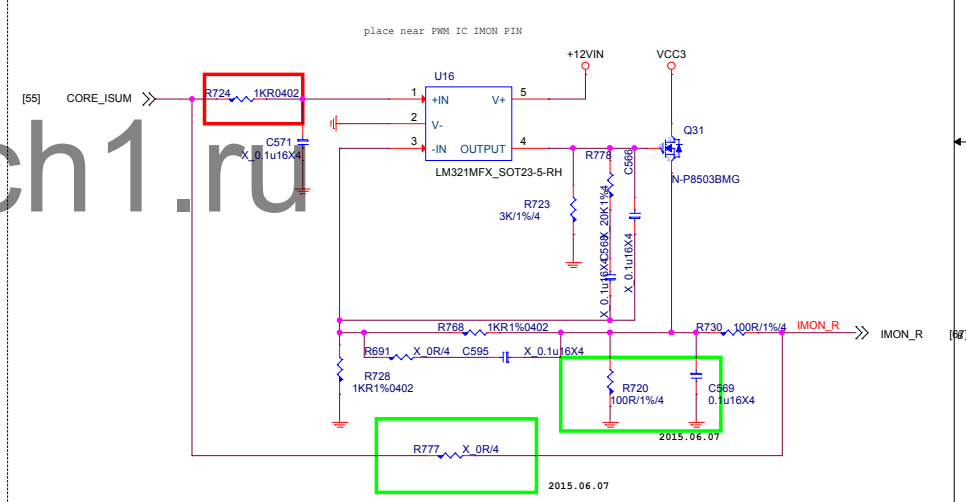 place near PWM IC IMON PIN
+12VIN
VCC3
U16
[55]
CORE_ISUM
R724
1KR0402
1
+IN
V+
5
2
V-
3
-IN
OUTPUT
4
C571
X_0.1u16X4
LM321MFX_SOT23-5-RH
Q31
N-P8503BMG
ch1.ru
R778
X_20K1%4
C566
X_0.1u16X4
R723
3K/1%/4
C568
X_0.1u16X4
R768
1KR1%0402
R730
100R/1%/4
IMON_R
IMON_R
R691
X_0R/4
C595
X_0.1u16X4
R728
1KR1%0402
R720
100R/1%/4
C569
0.1u16X4
2015.06.07
R777
X_0R/4
2015.06.07